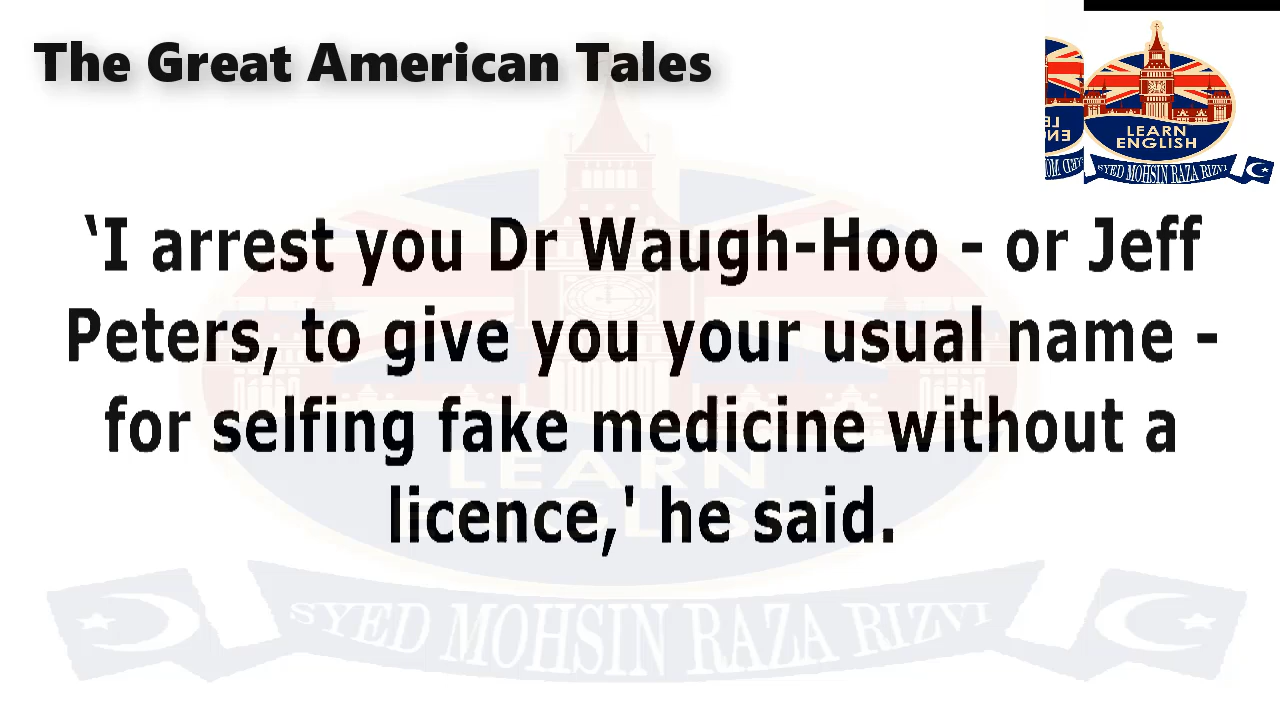 The Great American Tales
LEARN
ENGLISH
SYED MOHSIN RAZA RIZVI
‘I arrest you Dr Waugh-Hoo - or Jeff
Peters, to give you your usual name -
for selfing fake medicine without a
licence,' he said.
LEARN
SYED MOHSIN RAZA RIZVI